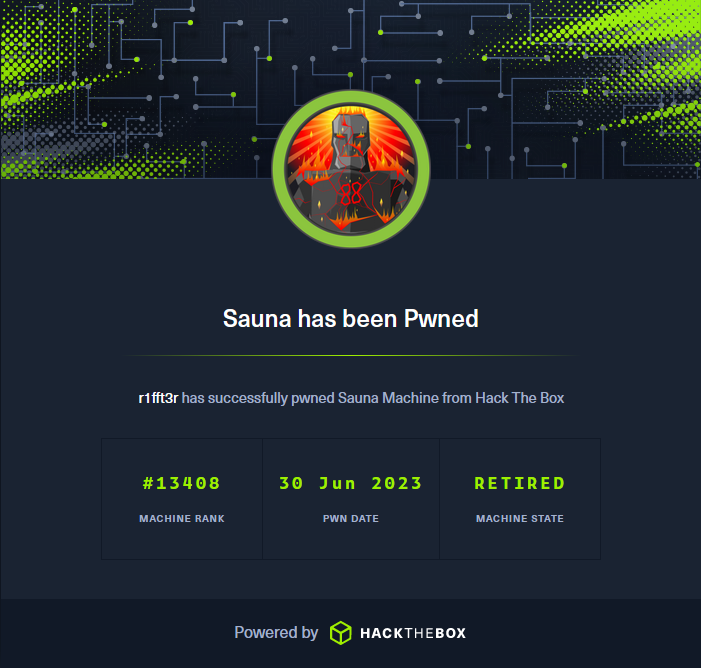 88
Sauna has been Pwned
r1fft3r has successfully pwned Sauna Machine from Hack The Box
#13408 30 Jun 2023 RETIRED
MACHINE RANK PWN DATE MACHINE STATE
Powered by HACKTHEBOX